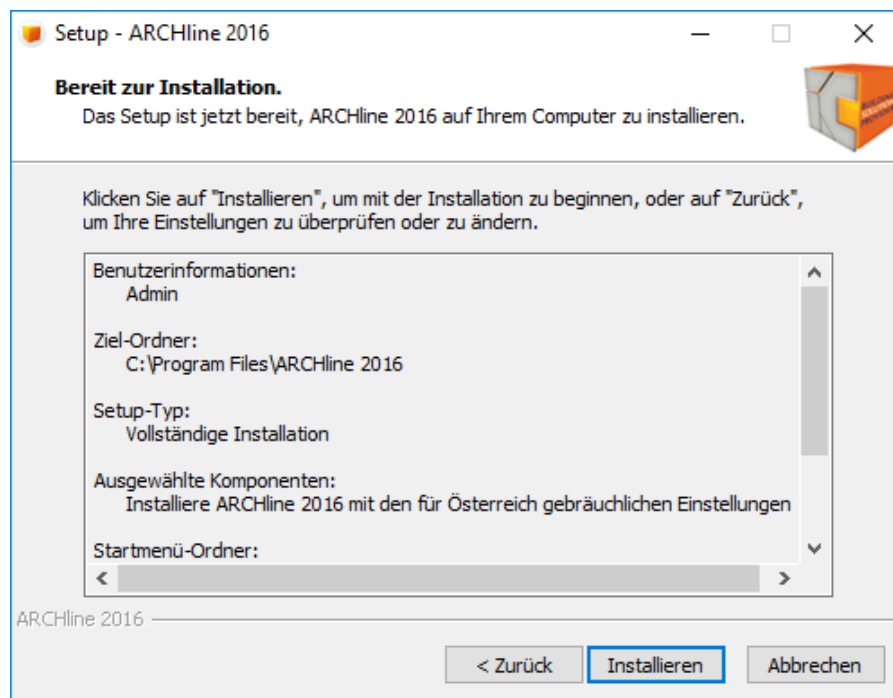 Setup - ARCHline 2016
Bereit zur Installation.
Das Setup ist jetzt bereit, ARCHline 2016 auf Ihrem Computer zu installieren.
Klicken Sie auf "Installieren", um mit der Installation zu beginnen, oder auf "Zurück",
um Ihre Einstellungen zu überprüfen oder zu ändern.
Benutzerinformationen:
Admin
Ziel-Ordner:
C:\Program Files\ARCHline 2016
Setup-Typ:
Vollständige Installation
Ausgewählte Komponenten:
Installiere ARCHline 2016 mit den für Österreich gebräuchlichen Einstellungen
Startmenü-Ordner:
ARCHline 2016
< Zurück
Installieren
Abbrechen